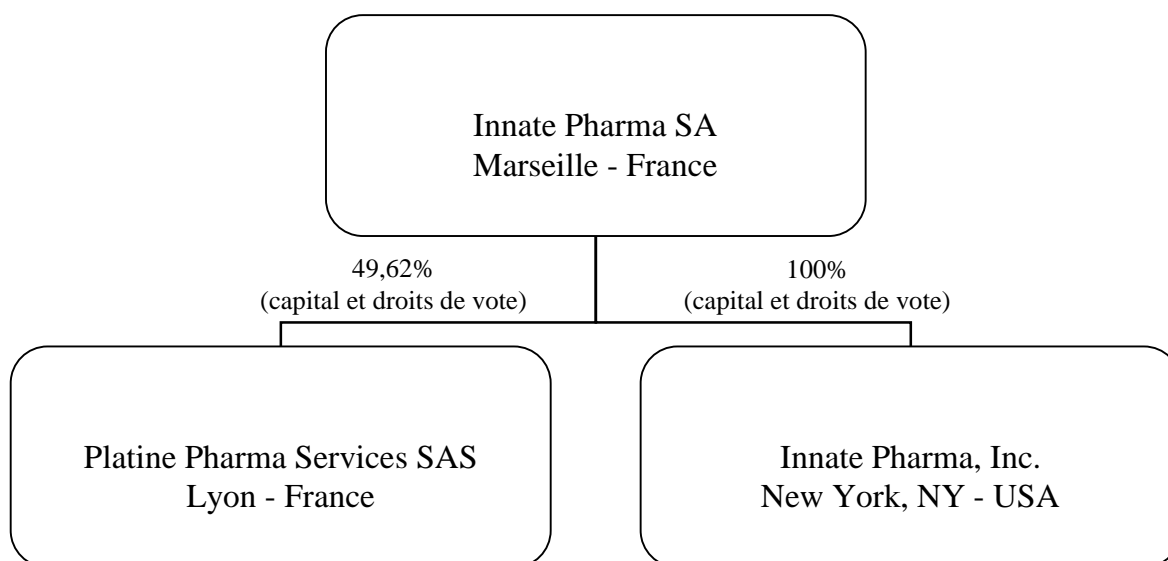 Innate Pharma SA
Marseille - France
49,62%
(capital et droits de vote)
100%
(capital et droits de vote)
Platine Pharma Services SAS
Lyon - France
Innate Pharma, Inc.
New York, NY - USA